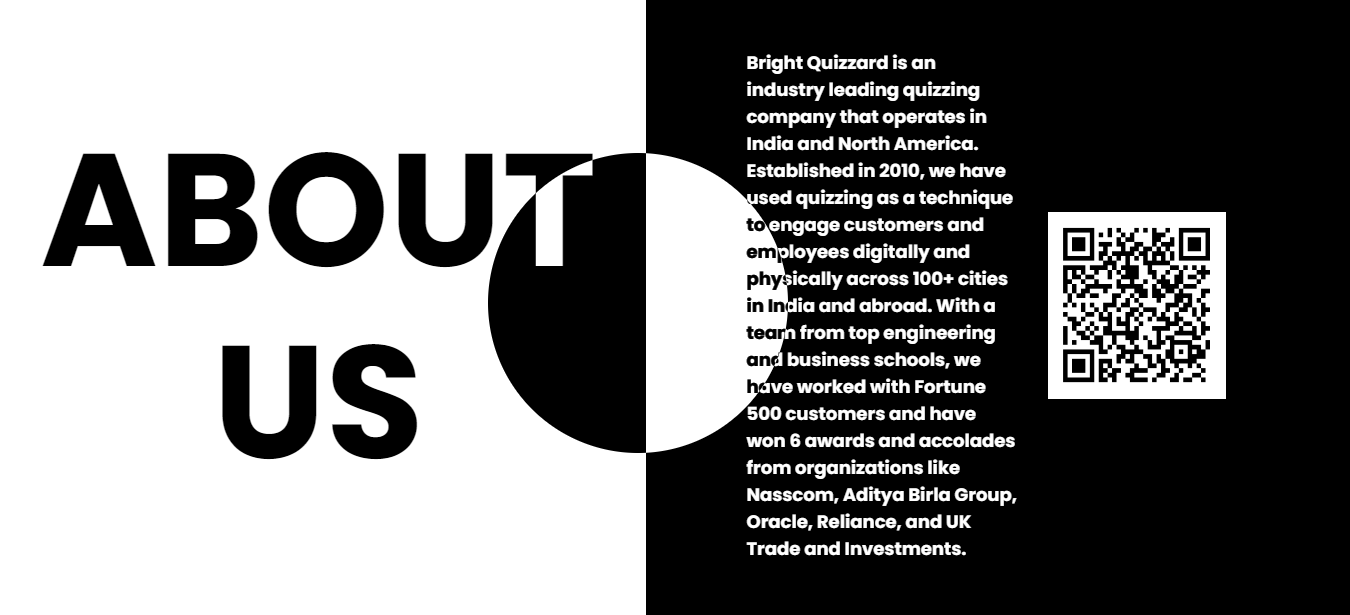 ABOUT
US
Bright Quizzard is an
industry leading quizzing
company that operates in
India and North America.
Established in 2010, we have
used quizzing as a technique
to engage customers and
employees digitally and
physically across 100+ cities
in India and abroad. With a
team from top engineering
and business schools, we
have worked with Fortune
500 customers and have
won 6 awards and accolades
from organizations like
Nasscom, Aditya Birla Group,
Oracle, Reliance, and UK
Trade and Investments.